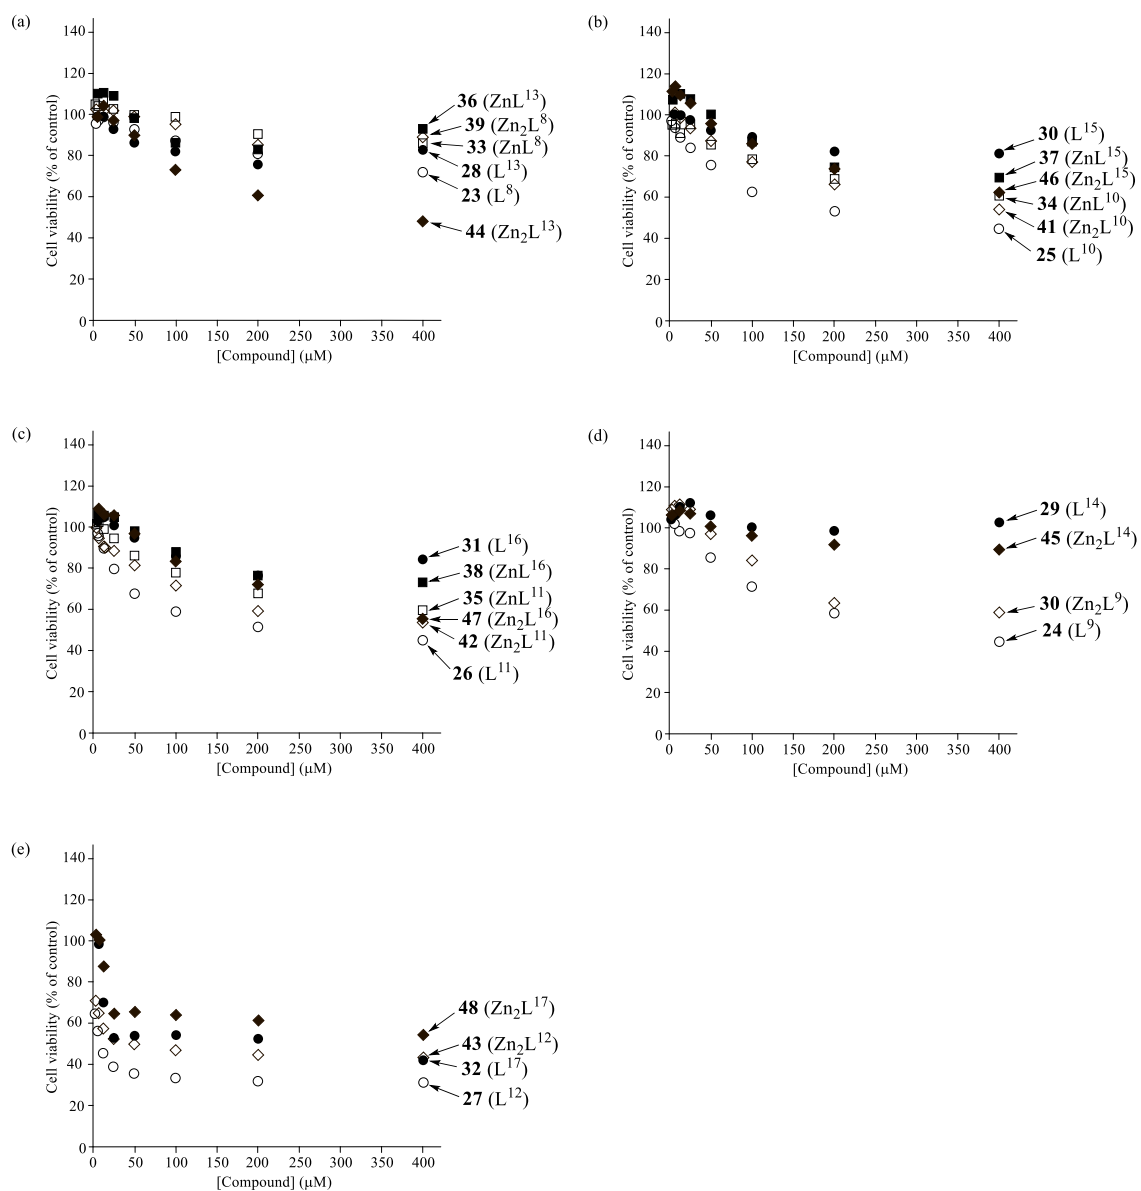 (a)
140
120
100
80
60
40
20
0
Cell viability (% of control)
0 50 100 150 200 250 300 350 400
[Compound] (μM)
36 (ZnL13)
39 (Zn2L8)
33 (ZnL8)
28 (L13)
23 (L8)
44 (Zn2L13)
(b)
140
120
100
80
60
40
20
0
Cell viability (% of control)
0 50 100 150 200 250 300 350 400
[Compound] (μM)
30 (L15)
37 (ZnL15)
46 (Zn2L15)
34 (ZnL10)
41 (Zn2L10)
25 (L10)
(c)
140
120
100
80
60
40
20
0
Cell viability (% of control)
0 50 100 150 200 250 300 350 400
[Compound] (μM)
31 (L16)
38 (ZnL16)
35 (ZnL11)
47 (Zn2L16)
42 (Zn2L11)
26 (L11)
(d)
140
120
100
80
60
40
20
0
Cell viability (% of control)
0 50 100 150 200 250 300 350 400
[Compound] (μM)
29 (L14)
45 (Zn2L14)
30 (Zn2L9)
24 (L9)
(e)
140
120
100
80
60
40
20
0
Cell viability (% of control)
0 50 100 150 200 250 300 350 400
[Compound] (μM)
48 (Zn2L17)
43 (Zn2L12)
32 (L17)
27 (L12)